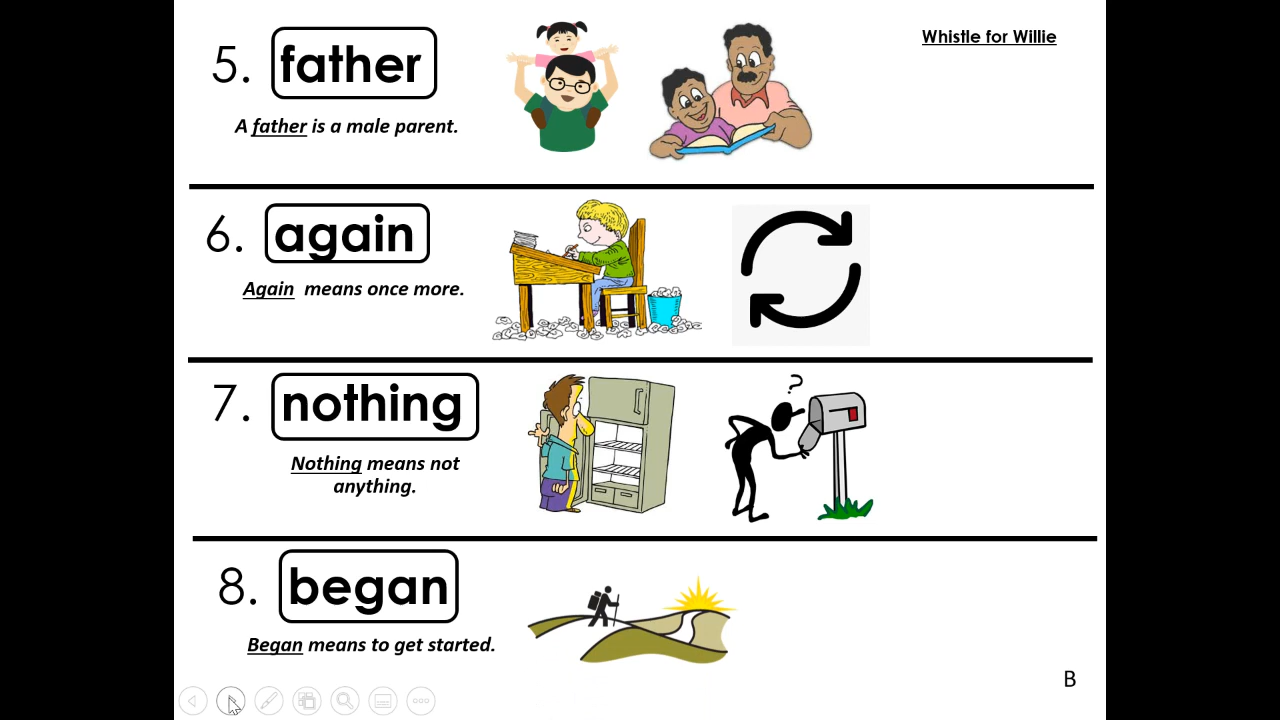 Whistle for Willie
5. father
A father is a male parent.
6. again
Again means once more.
7. nothing
Nothing means not
anything.
?
8. began
Began means to get started.
B